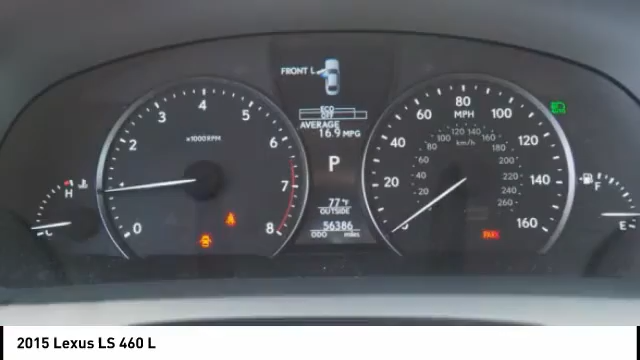 FRONT L
ECO
OFF
AVERAGE
16.9 MPG
P
77°F
OUTSIDE
56386
ODO miles
0
2
3
4
5
6
7
8
x1000RPM
H
C
20
40
60
80
100
120
140
160
MPH
20
40
60
80
100
120
140
160
180
200
220
240
260
km/h
AUTO
PARK
F
E
2015 Lexus LS 460 L